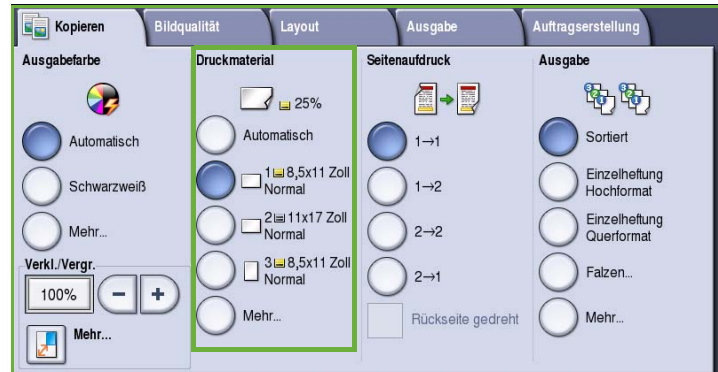 Kopieren
Bildqualität
Layout
Ausgabe
Auftragserstellung
Ausgabefarbe
Automatisch
Schwarzweiß
Mehr...
Verkl./Vergr.
100%
Mehr...
Druckmaterial
25%
Automatisch
1 8,5x11 Zoll
Normal
2 11x17 Zoll
Normal
3 8,5x11 Zoll
Normal
Mehr...
Seitenaufdruck
1→1
1→2
2→2
2→1
Rückseite gedreht
Ausgabe
Sortiert
Einzelheftung
Hochformat
Einzelheftung
Querformat
Falzen...
Mehr...